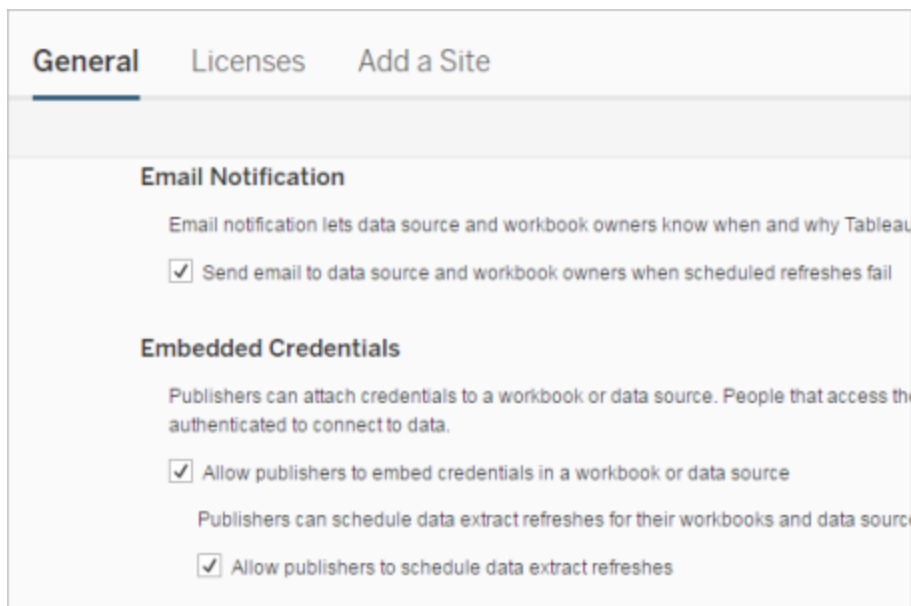 General Licenses Add a Site
Email Notification
Email notification lets data source and workbook owners know when and why Tableau
Send email to data source and workbook owners when scheduled refreshes fail
Embedded Credentials
Publishers can attach credentials to a workbook or data source. People that access the
authenticated to connect to data.
Allow publishers to embed credentials in a workbook or data source
Publishers can schedule data extract refreshes for their workbooks and data source
Allow publishers to schedule data extract refreshes